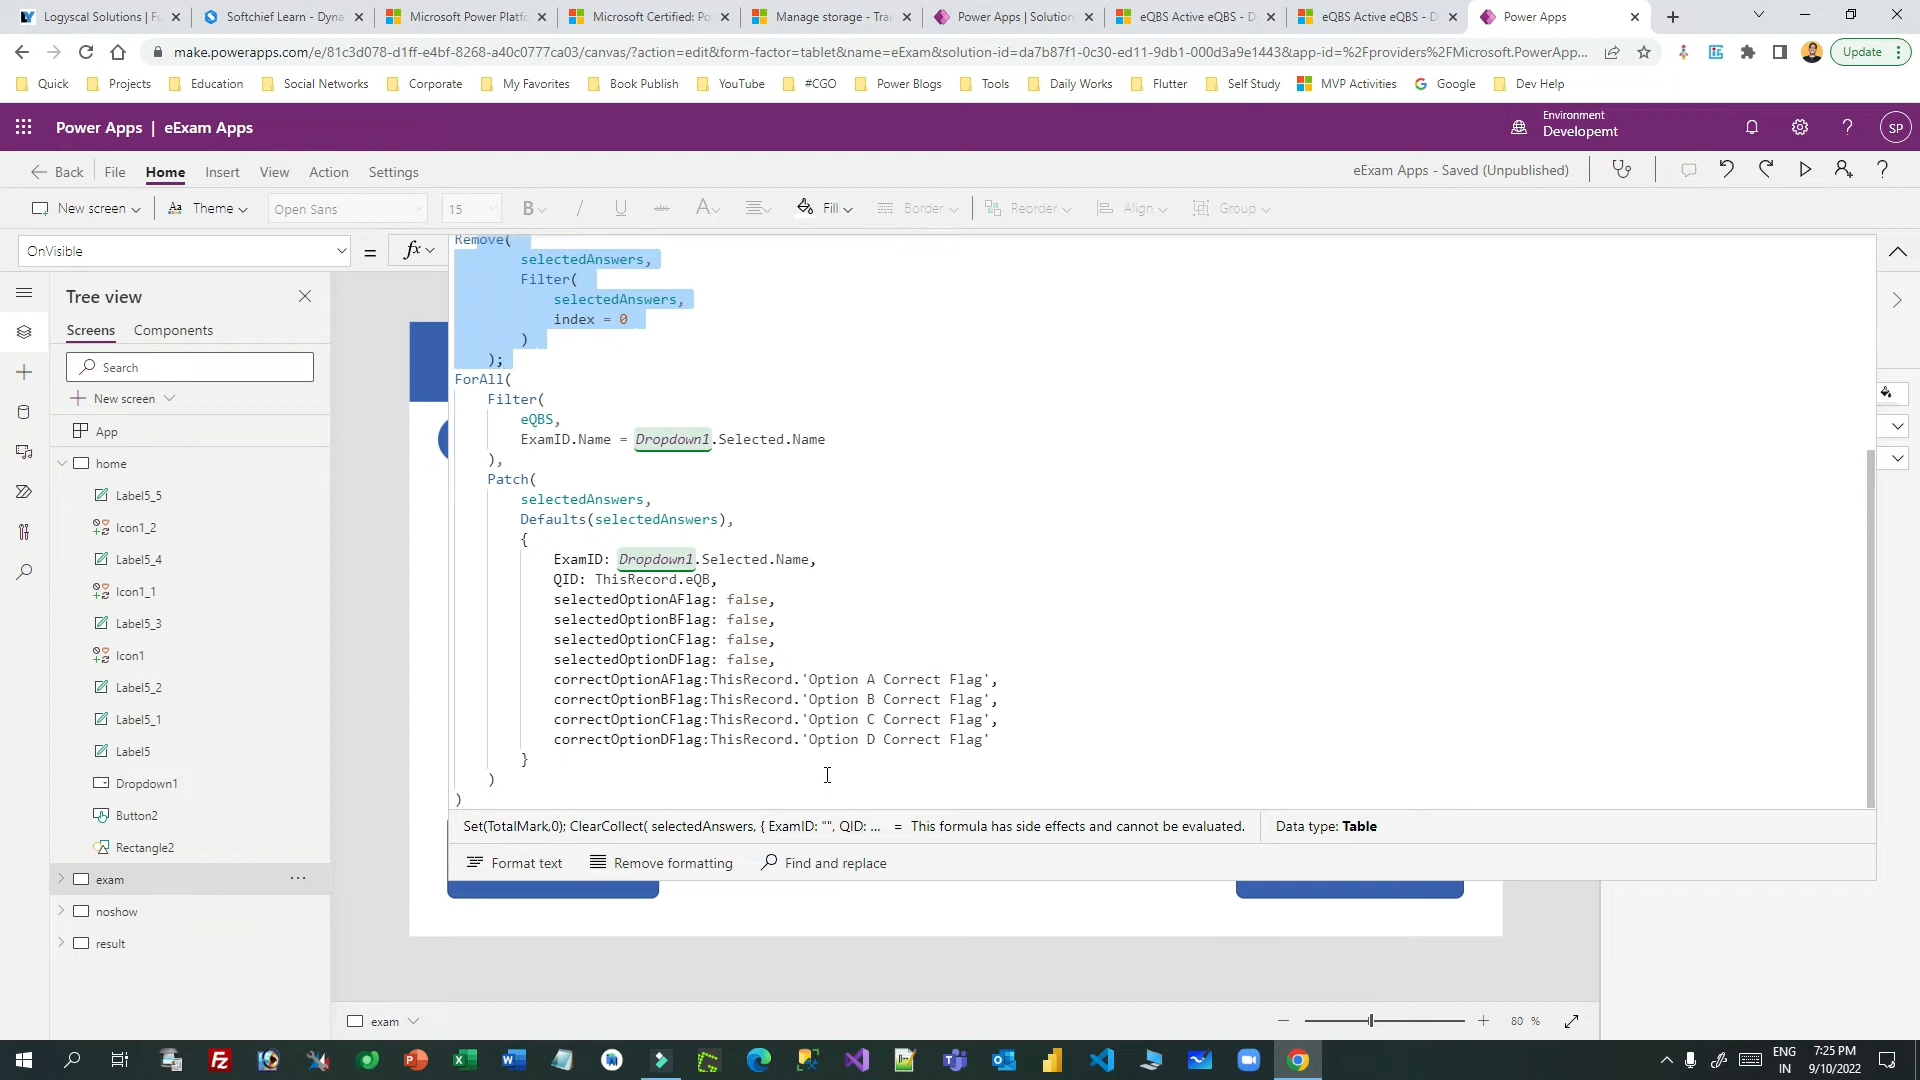 Logyscal Solutions | Fu
Softchief Learn - Dyna
Microsoft Power Platfo
Microsoft Certified: Po
Manage storage - Trai
Power Apps | Solution
eQBS Active eQBS - D
eQBS Active eQBS - D
Power Apps
make.powerapps.com/e/81c3d078-d1ff-e4bf-8268-a40c0777ca03/canvas/?action=edit&form-factor=tablet&name=eExam&solution-id=da7b87f1-0c30-ed11-9db1-000d3a9e1443&app-id=%2Fproviders%2FMicrosoft.PowerApp...
Update
Quick
Projects
Education
Social Networks
Corporate
My Favorites
Book Publish
YouTube
#CGO
Power Blogs
Tools
Daily Works
Flutter
Self Study
MVP Activities
Google
Dev Help
Power Apps | eExam Apps
Environment
Developemt
SP
Back
File
Home
Insert
View
Action
Settings
eExam Apps - Saved (Unpublished)
New screen
Theme
Open Sans
15
B
Fill
Border
Reorder
Align
Group
OnVisible
= fx
Tree view
Screens
Components
Search
New screen
App
home
Label5_5
Icon1_2
Label5_4
Icon1_1
Label5_3
Icon1
Label5_2
Label5_1
Label5
Dropdown1
Button2
Rectangle2
exam
noshow
result
Remove(
selectedAnswers,
Filter(
selectedAnswers,
index = 0
)
);
ForAll(
Filter(
eQBS,
ExamID.Name = Dropdown1.Selected.Name
),
Patch(
selectedAnswers,
Defaults(selectedAnswers),
{
ExamID: Dropdown1.Selected.Name,
QID: ThisRecord.eQB,
selectedOptionAFlag: false,
selectedOptionBFlag: false,
selectedOptionCFlag: false,
selectedOptionDFlag: false,
correctOptionAFlag:ThisRecord.'Option A Correct Flag',
correctOptionBFlag:ThisRecord.'Option B Correct Flag',
correctOptionCFlag:ThisRecord.'Option C Correct Flag',
correctOptionDFlag:ThisRecord.'Option D Correct Flag'
}
)
)
Set(TotalMark,0); ClearCollect( selectedAnswers, { ExamID: "", QID: ... = This formula has side effects and cannot be evaluated.
Data type: Table
Format text
Remove formatting
Find and replace
exam
80 %
ENG
IN
7:25 PM
9/10/2022